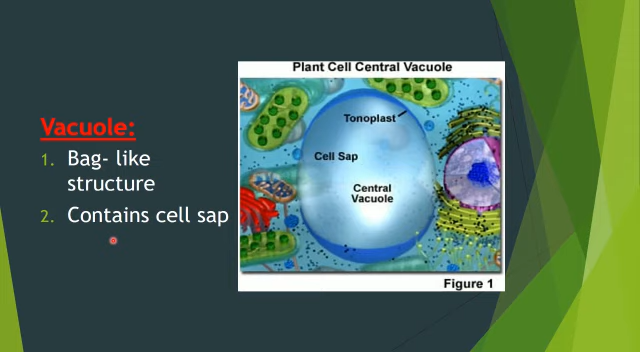 Vacuole:
1. Bag- like
structure
2. Contains cell sap
Plant Cell Central Vacuole
Tonoplast
Cell Sap
Central
Vacuole
Figure 1